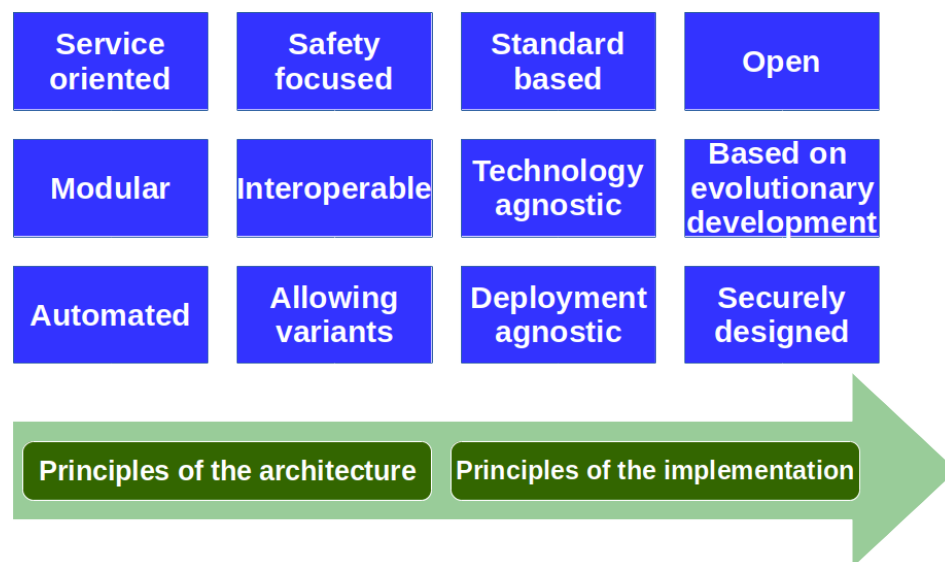 Service
oriented
Safety
focused
Standard
based
Open
Modular
Interoperable
Technology
agnostic
Based on
evolutionary
development
Automated
Allowing
variants
Deployment
agnostic
Securely
designed
Principles of the architecture
Principles of the implementation